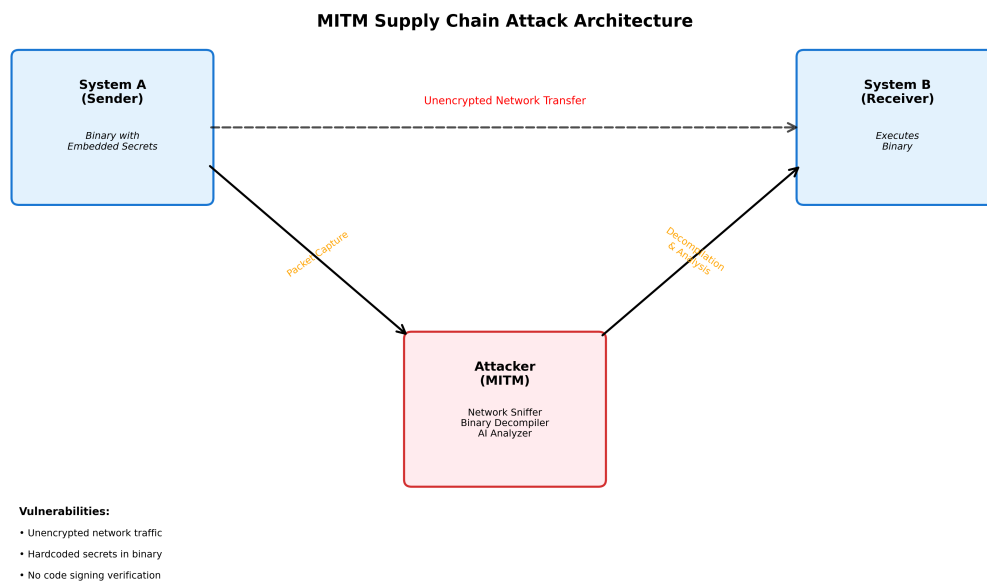 MITM Supply Chain Attack Architecture
System A
(Sender)
Binary with
Embedded Secrets
Unencrypted Network Transfer
System B
(Receiver)
Executes
Binary
Packet Capture
Decompilation
& Analysis
Attacker
(MITM)
Network Sniffer
Binary Decompiler
AI Analyzer
Vulnerabilities:
• Unencrypted network traffic
• Hardcoded secrets in binary
• No code signing verification